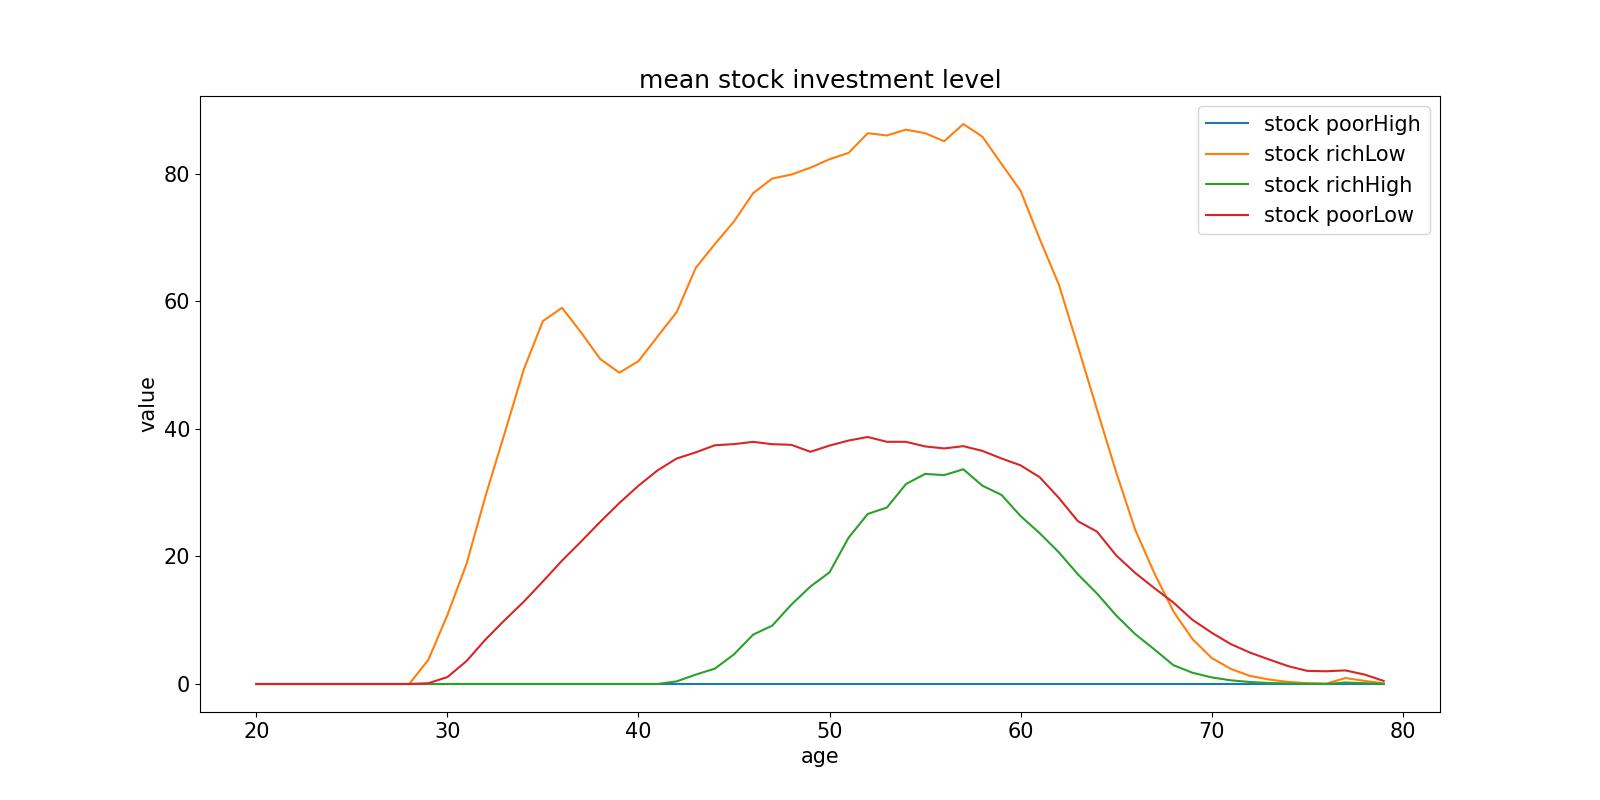 mean stock investment level
stock poorHigh
stock richLow
stock richHigh
stock poorLow
value
80
60
40
20
0
20 30 40 50 60 70 80
age